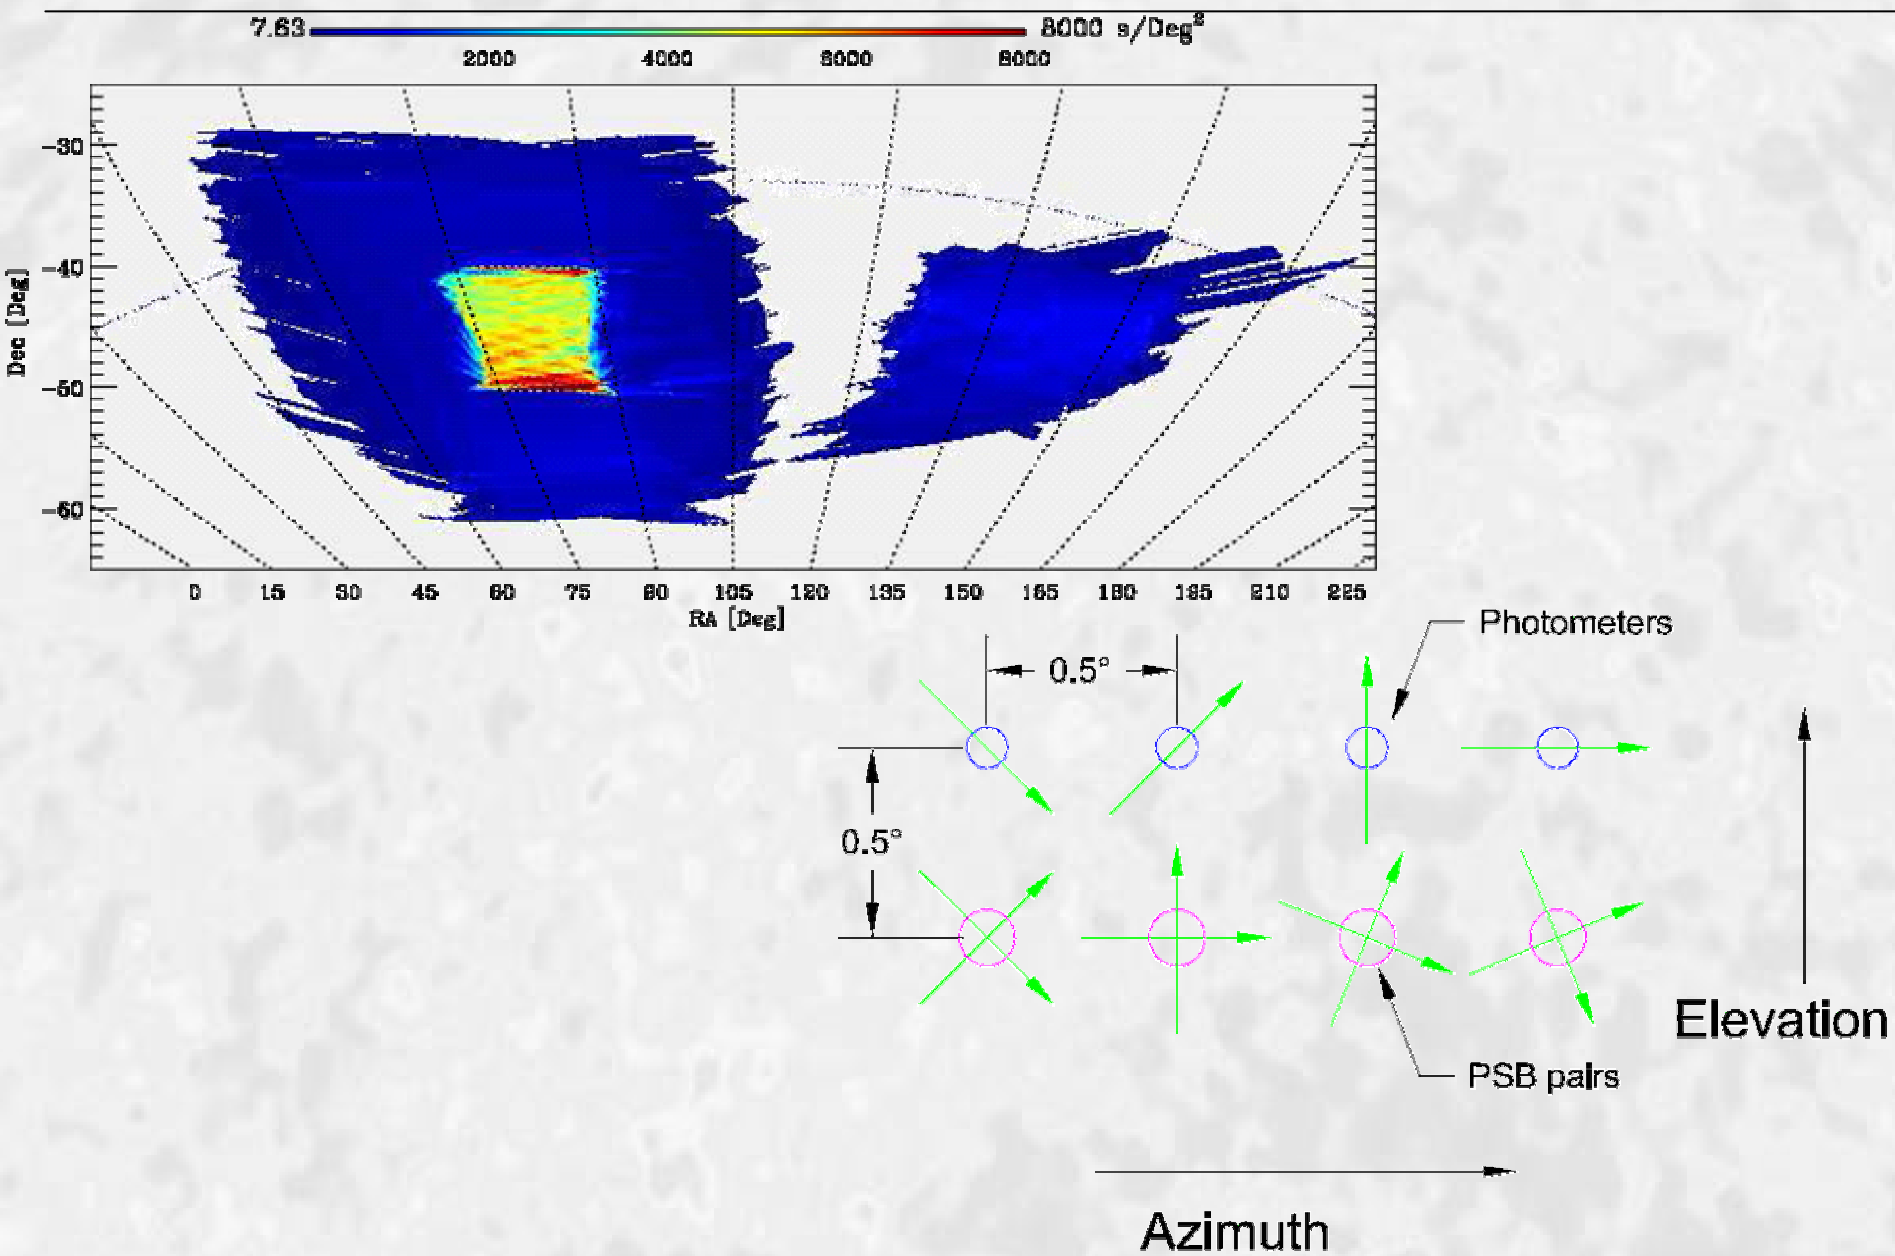 7.63 8000 s/Deg²
2000 4000 6000 8000
-30
-40
-50
-60
Dec [Deg]
0 15 30 45 60 75 90 105 120 135 150 165 180 195 210 225
RA [Deg]
Photometers
0.5°
0.5°
PSB pairs
Elevation
Azimuth